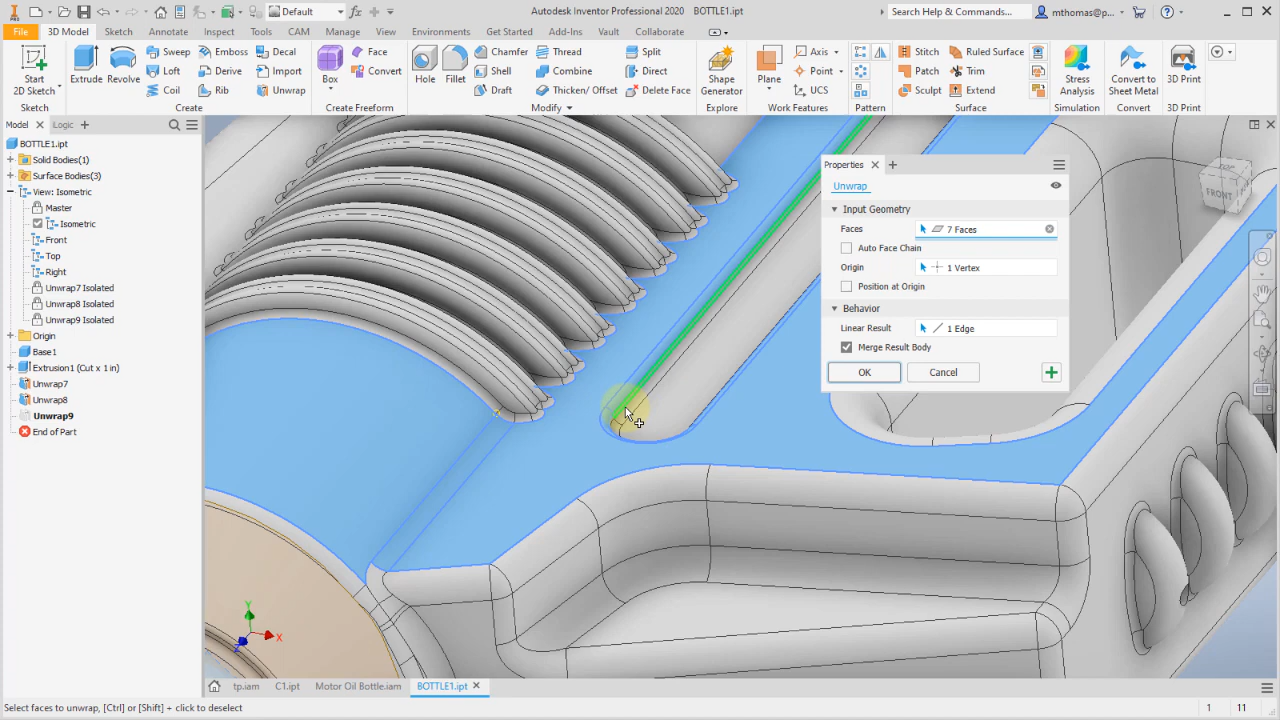 Default
Autodesk Inventor Professional 2020 BOTTLE1.ipt
Search Help & Commands...
mthomas@p...
File 3D Model Sketch Annotate Inspect Tools CAM Manage View Environments Get Started Add-Ins Vault Collaborate
Start
2D Sketch
Extrude
Revolve
Sweep
Loft
Coil
Emboss
Derive
Rib
Decal
Import
Unwrap
Box
Face
Convert
Hole
Fillet
Chamfer
Shell
Draft
Thread
Combine
Thicken/ Offset
Split
Direct
Delete Face
Shape
Generator
Plane
Axis
Point
UCS
Stitch
Patch
Sculpt
Ruled Surface
Trim
Extend
Stress
Analysis
Convert to
Sheet Metal
3D Print
Sketch Create Create Freeform Modify Explore Work Features Pattern Surface Simulation Convert 3D Print
Model Logic
BOTTLE1.ipt
Solid Bodies(1)
Surface Bodies(3)
View: Isometric
Master
Isometric
Front
Top
Right
Unwrap7 Isolated
Unwrap8 Isolated
Unwrap9 Isolated
Origin
Base1
Extrusion1 (Cut x 1 in)
Unwrap7
Unwrap8
Unwrap9
End of Part
Properties
Unwrap
Input Geometry
Faces 7 Faces
Auto Face Chain
Origin 1 Vertex
Position at Origin
Behavior
Linear Result 1 Edge
Merge Result Body
OK Cancel
FRONT
Y
X
Z
tp.iam C1.ipt Motor Oil Bottle.iam BOTTLE1.ipt
Select faces to unwrap, [Ctrl] or [Shift] + click to deselect
1 11